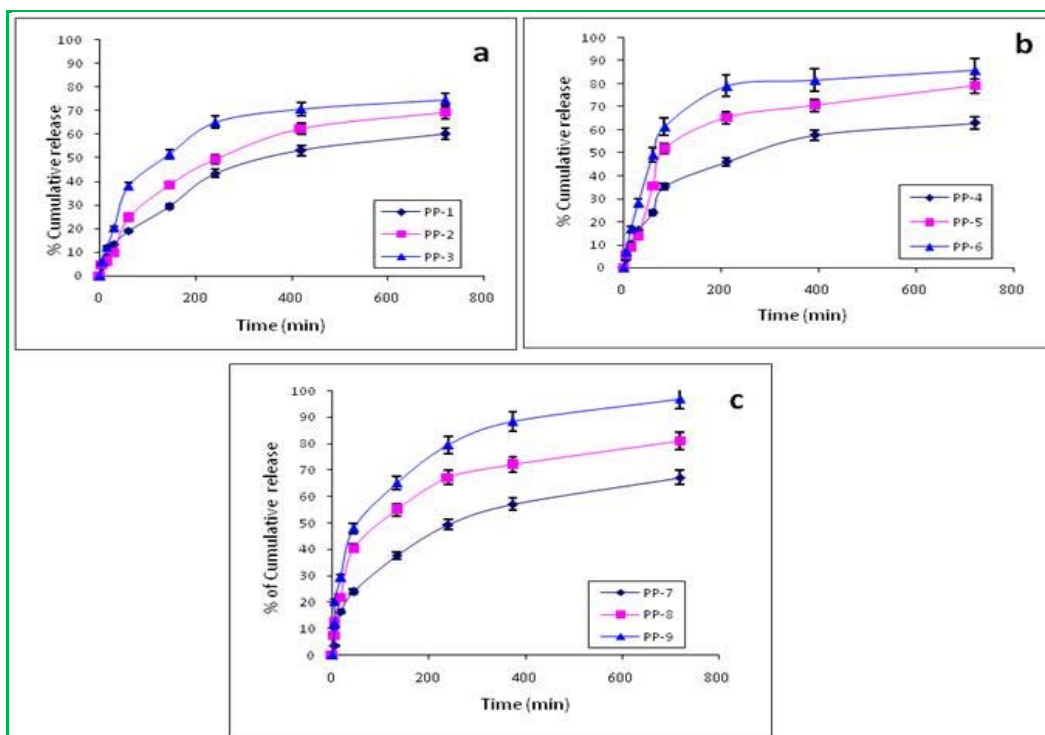 a
100
90
80
70
60
50
40
30
20
10
0
% Cumulative release
PP-1
PP-2
PP-3
0 200 400 600 800
Time (min)
b
100
90
80
70
60
50
40
30
20
10
0
% Cumulative release
PP-4
PP-5
PP-6
0 200 400 600 800
Time (min)
c
100
90
80
70
60
50
40
30
20
10
0
% of Cumulative release
PP-7
PP-8
PP-9
0 200 400 600 800
Time (min)